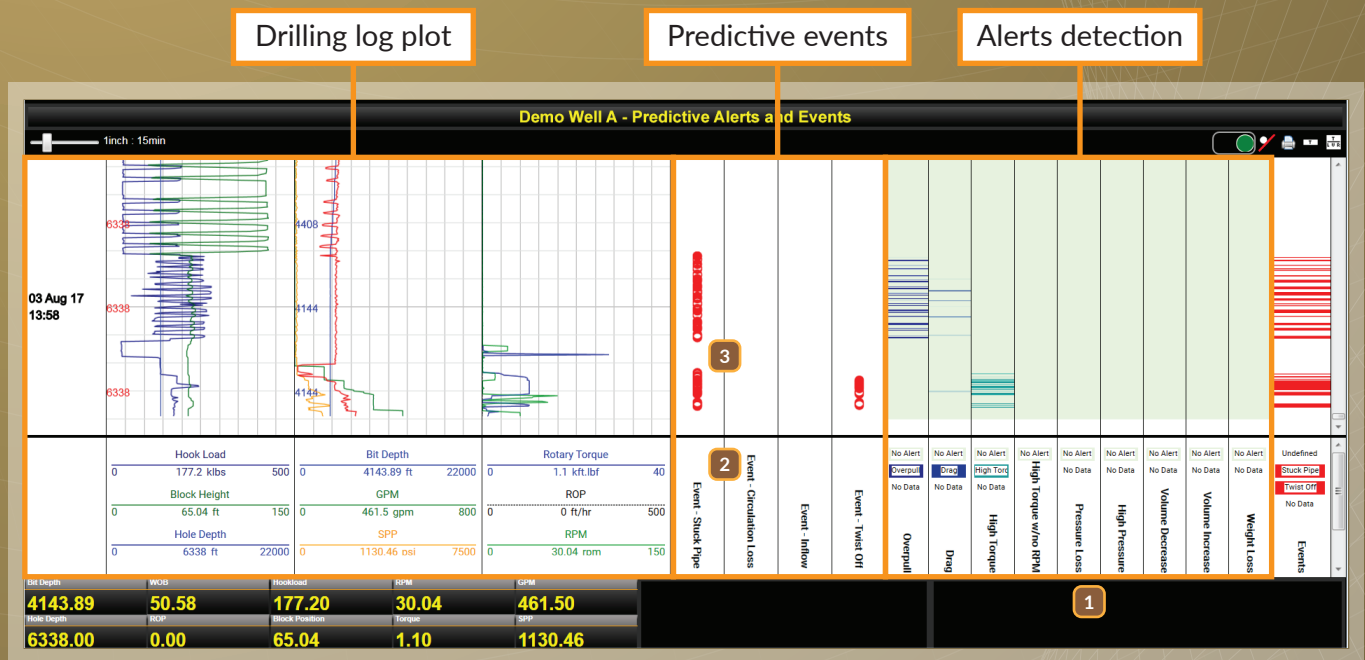 Drilling log plot
Predictive events
Alerts detection
Demo Well A - Predictive Alerts and Events
1inch : 15min
03 Aug 17
13:58
6338
6338
6338
4408
4144
4144
3
2
1
Hook Load
0 177.2 klbs 500
Block Height
0 65.04 ft 150
Hole Depth
0 6338 ft 22000
Bit Depth
0 4143.89 ft 22000
GPM
0 461.5 gpm 800
SPP
0 1130.46 psi 7500
Rotary Torque
0 1.1 kft.lbf 40
ROP
0 0 ft/hr 500
RPM
0 30.04 rpm 150
Event - Stuck Pipe
Event - Circulation Loss
Event - Inflow
Event - Twist Off
No Alert
Overpull
No Data
Overpull
No Alert
Drag
No Data
Drag
No Alert
High Torq
No Data
High Torque
No Alert
High Torque w/no RPM
No Alert
No Data
Pressure Loss
No Alert
No Data
High Pressure
No Alert
No Data
Volume Decrease
No Alert
No Data
Volume Increase
No Alert
No Data
Weight Loss
Undefined
Stuck Pipe
Twist Off
No Data
Events
Bit Depth WOB Hookload RPM GPM
4143.89 50.58 177.20 30.04 461.50
Hole Depth ROP Block Position Torque SPP
6338.00 0.00 65.04 1.10 1130.46